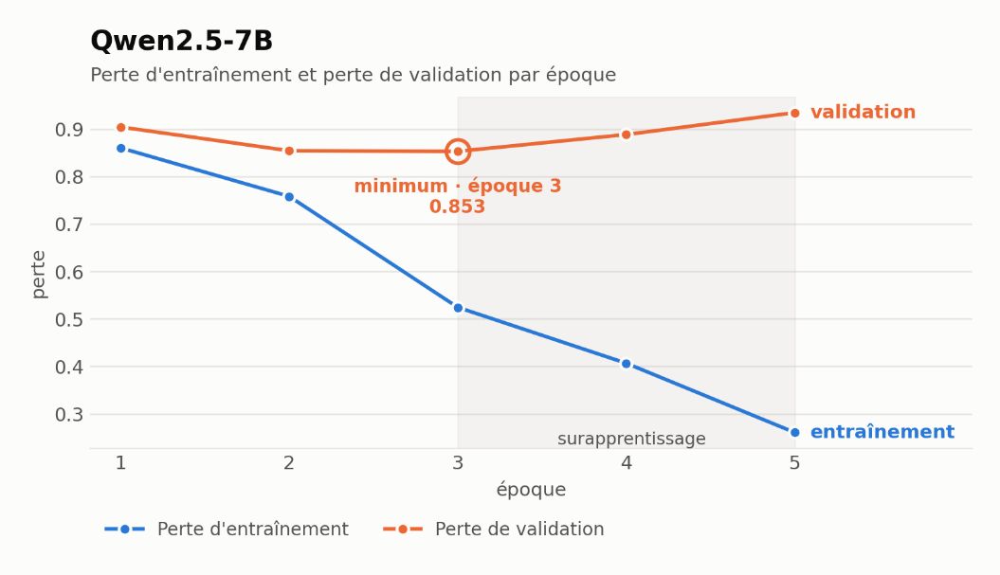 Qwen2.5-7B
Perte d'entraînement et perte de validation par époque
0.9
0.8
0.7
0.6
0.5
0.4
0.3
perte
validation
minimum · époque 3
0.853
entraînement
surapprentissage
1 2 3 4 5
époque
Perte d'entraînement Perte de validation